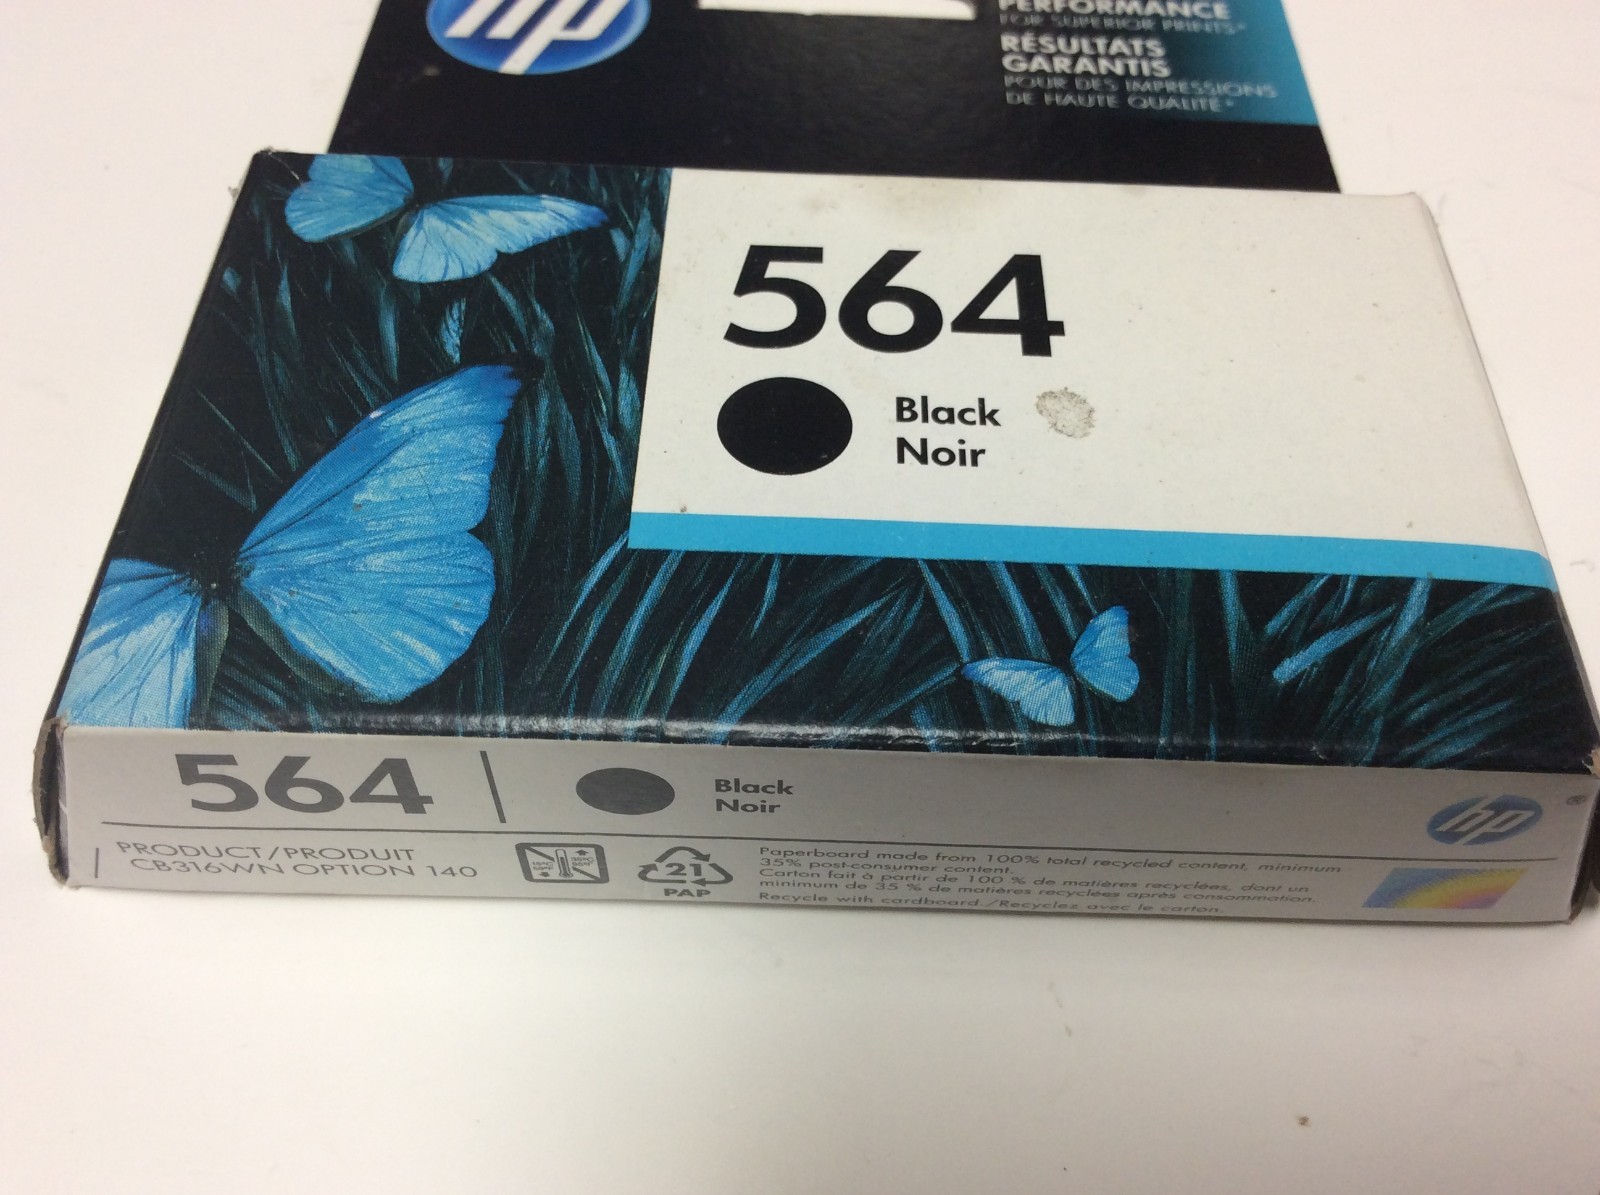 hp
PERFORMANCE
FOR SUPERIOR PRINTS*
RÉSULTATS
GARANTIS
POUR DES IMPRESSIONS
DE HAUTE QUALITÉ*
564
Black
Noir
564
Black
Noir
hp ®
PRODUCT/PRODUIT
CB316WN OPTION 140
21
PAP
Paperboard made from 100% total recycled content, minimum
35% post-consumer content.
Carton fait à partir de 100 % de matières recyclées, dont un
minimum de 35 % de matières recyclées après consommation.
Recycle with cardboard./Recyclez avec le carton.